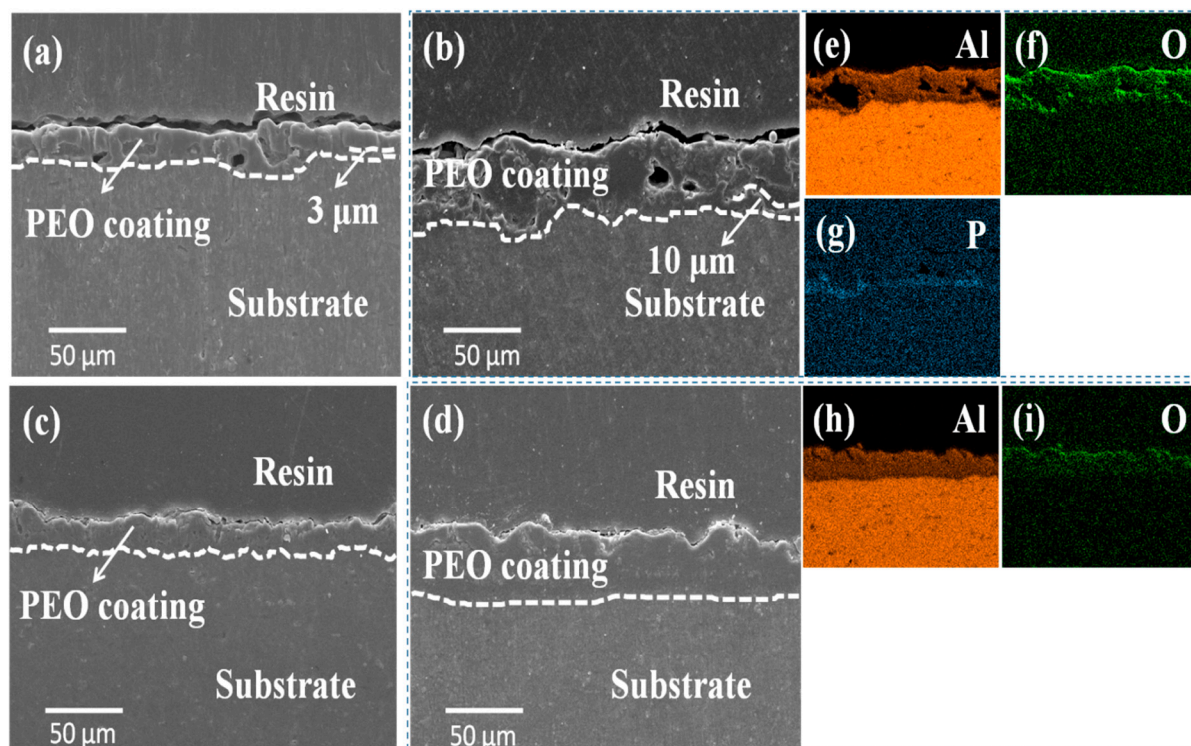 (a)
Resin
PEO coating
3 μm
Substrate
50 μm
(b)
Resin
PEO coating
10 μm
Substrate
50 μm
(e)
Al
(f)
O
(g)
P
(c)
Resin
PEO coating
Substrate
50 μm
(d)
Resin
PEO coating
Substrate
50 μm
(h)
Al
(i)
O